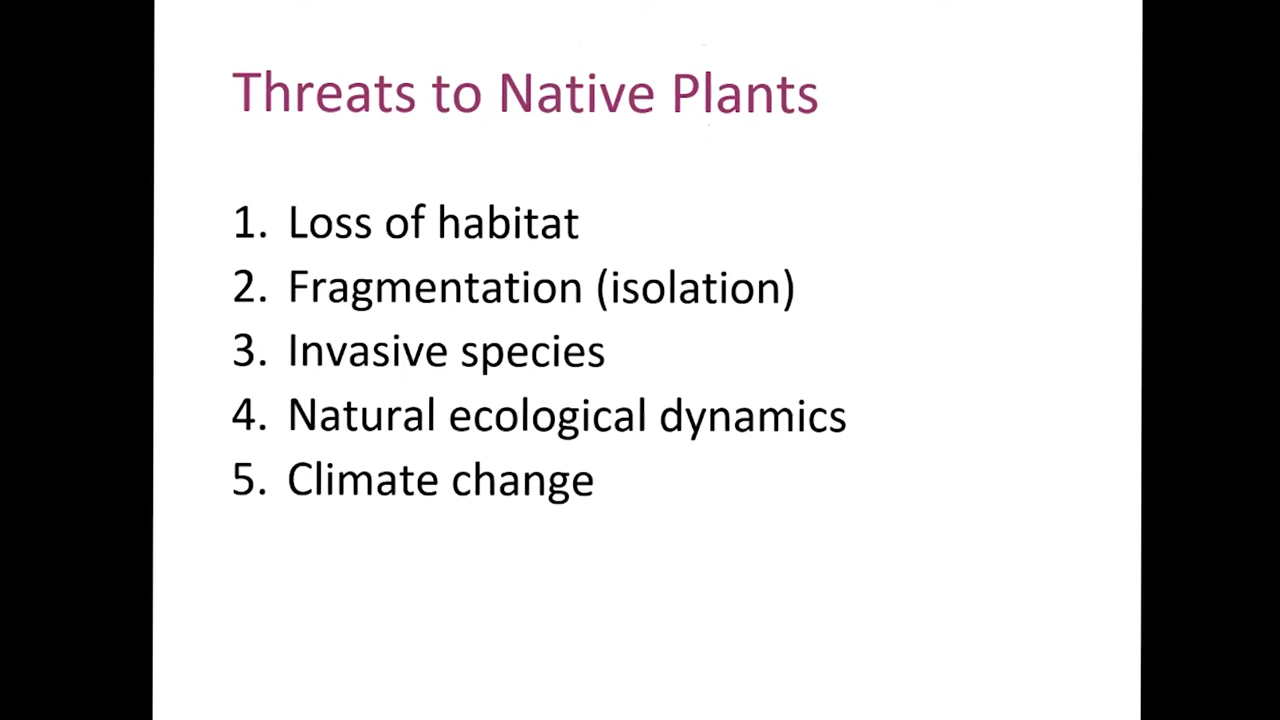 Threats to Native Plants
1. Loss of habitat
2. Fragmentation (isolation)
3. Invasive species
4. Natural ecological dynamics
5. Climate change